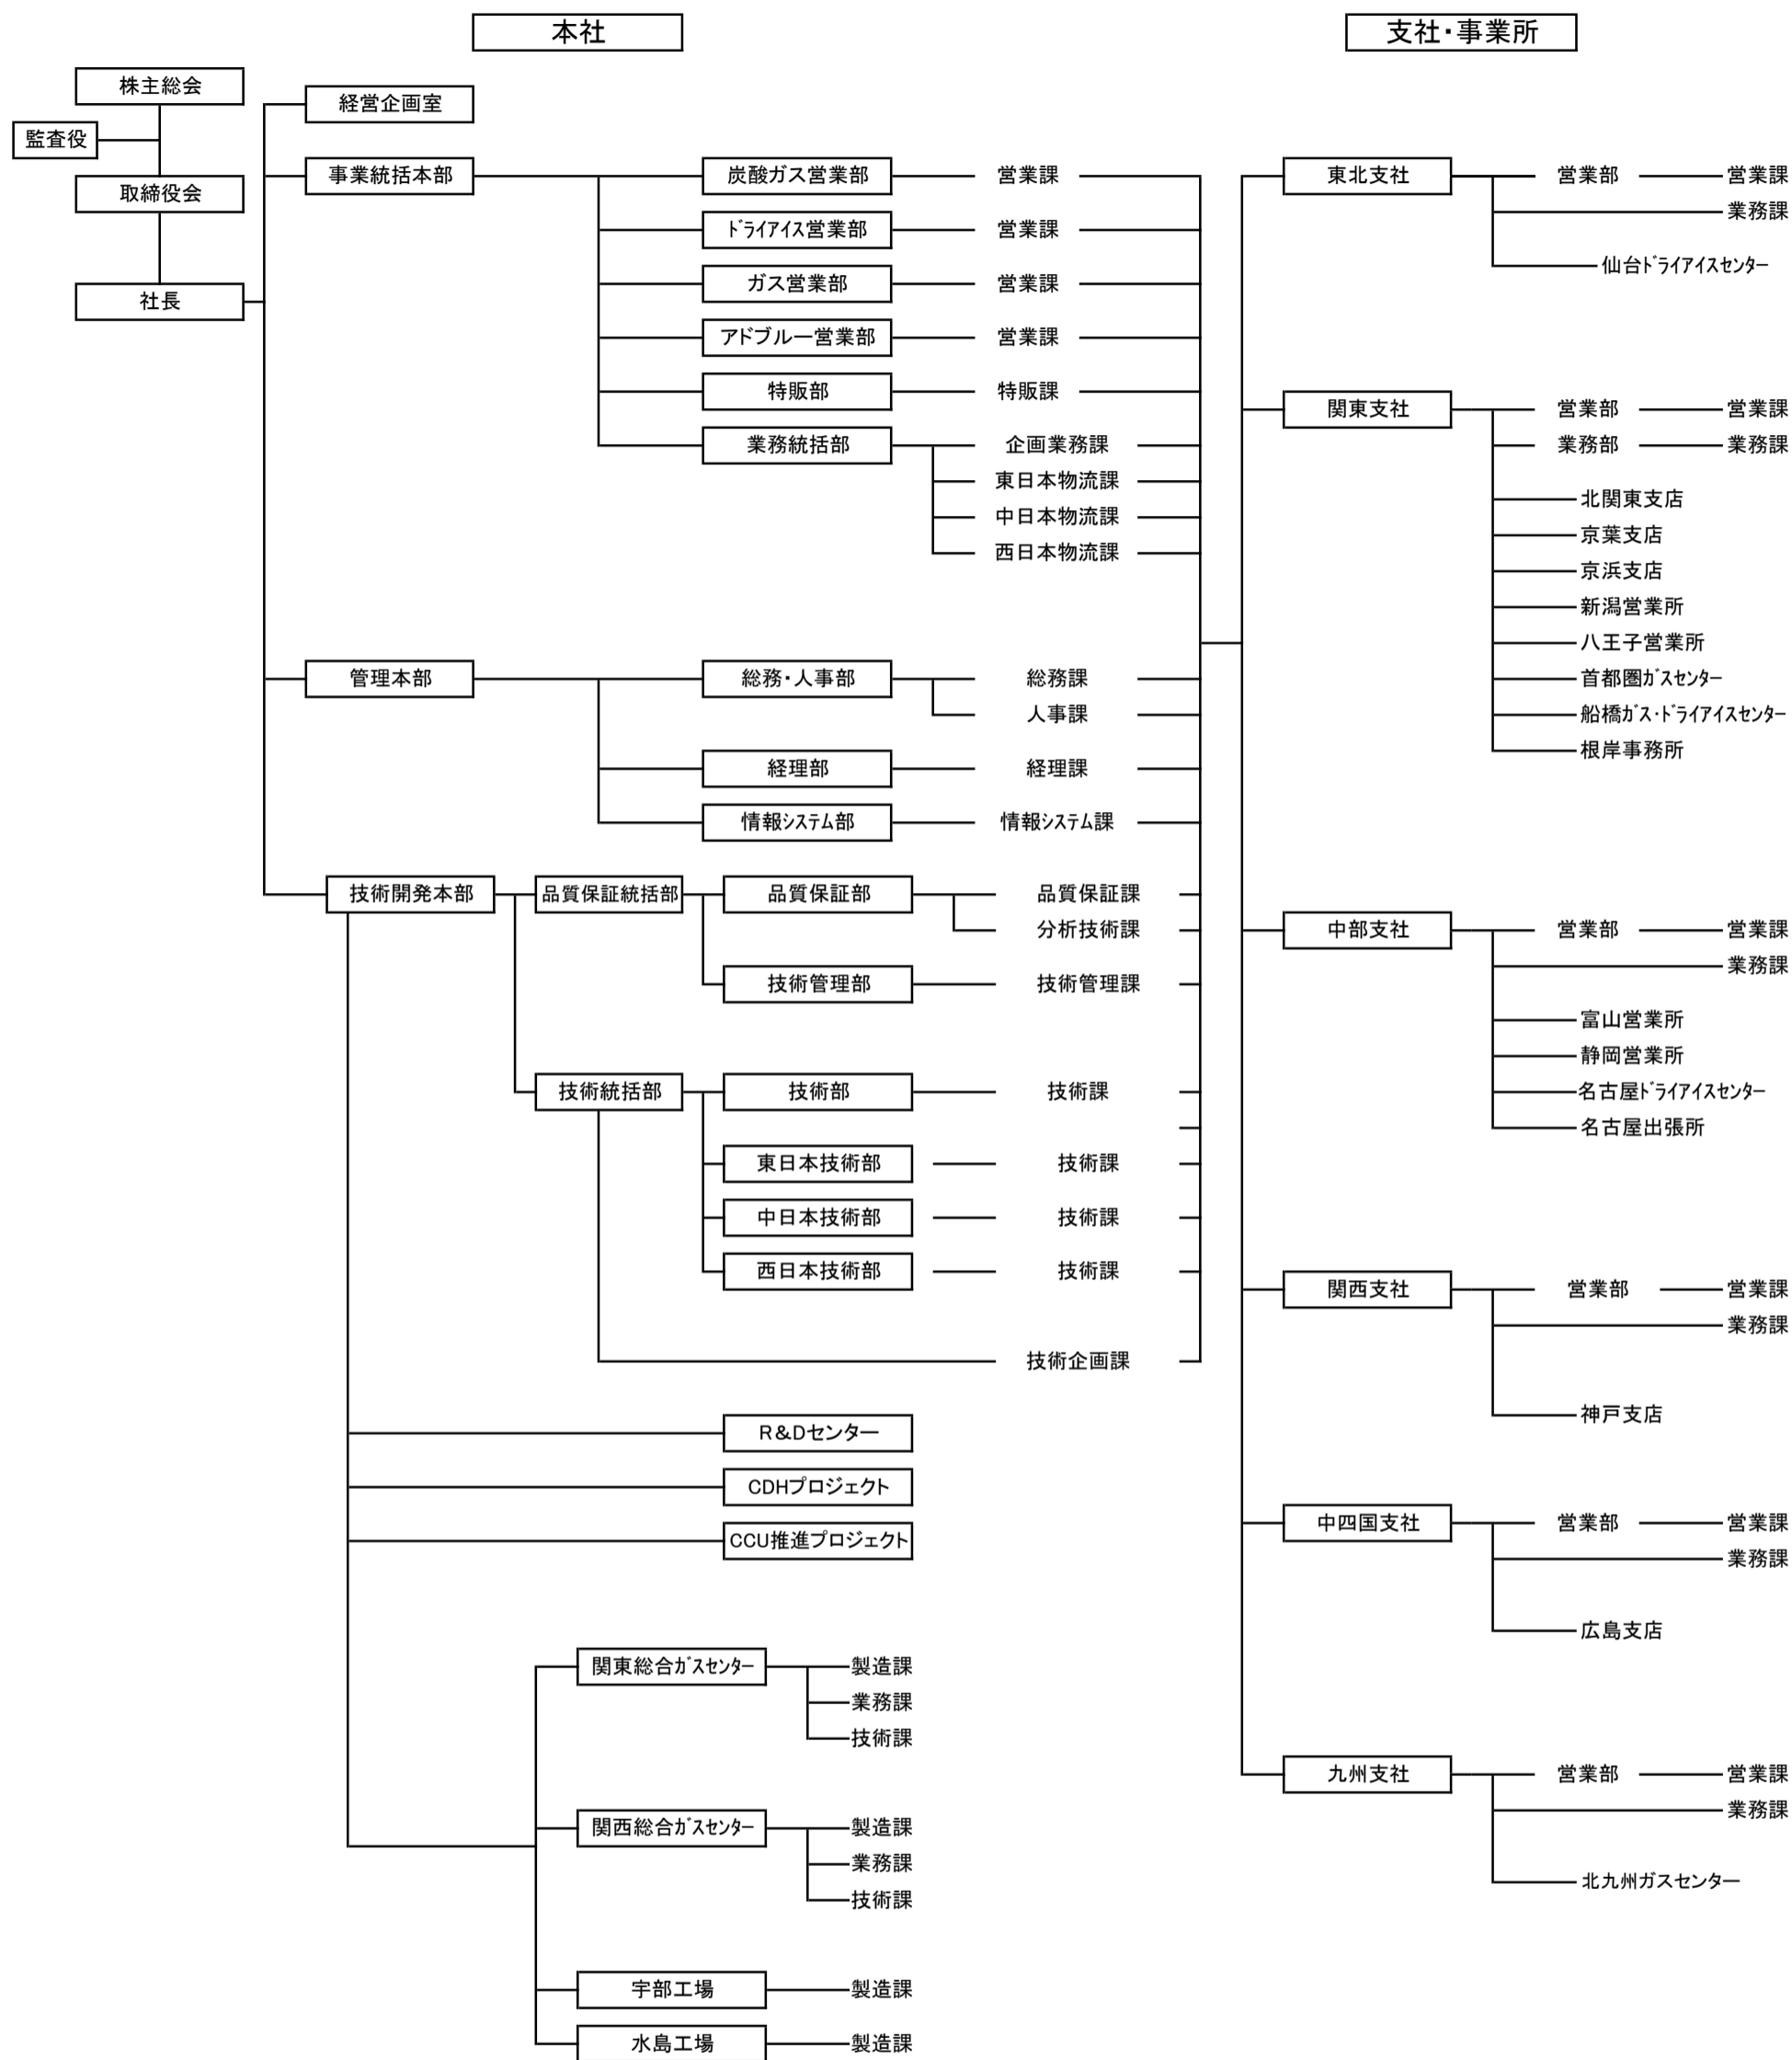 本社
株主総会
監査役
取締役会
社長
経営企画室
事業統括本部
炭酸ガス営業部 営業課
ﾄﾞﾗｲｱｲｽ営業部 営業課
ガス営業部 営業課
アドブルー営業部 営業課
特販部 特販課
業務統括部 企画業務課
東日本物流課
中日本物流課
西日本物流課
管理本部
総務・人事部 総務課
人事課
経理部 経理課
情報ｼｽﾃﾑ部 情報ｼｽﾃﾑ課
技術開発本部
品質保証統括部
品質保証部 品質保証課
分析技術課
技術管理部 技術管理課
技術統括部
技術部 技術課
東日本技術部 技術課
中日本技術部 技術課
西日本技術部 技術課
技術企画課
R&Dセンター
CDHプロジェクト
CCU推進プロジェクト
関東総合ｶﾞｽｾﾝﾀｰ 製造課
業務課
技術課
関西総合ｶﾞｽｾﾝﾀｰ 製造課
業務課
技術課
宇部工場 製造課
水島工場 製造課
支社・事業所
東北支社 営業部 営業課
業務課
仙台ﾄﾞﾗｲｱｲｽｾﾝﾀｰ
関東支社 営業部 営業課
業務部 業務課
北関東支店
京葉支店
京浜支店
新潟営業所
八王子営業所
首都圏ｶﾞｽｾﾝﾀｰ
船橋ｶﾞｽ・ﾄﾞﾗｲｱｲｽｾﾝﾀｰ
根岸事務所
中部支社 営業部 営業課
業務課
富山営業所
静岡営業所
名古屋ﾄﾞﾗｲｱｲｽｾﾝﾀｰ
名古屋出張所
関西支社 営業部 営業課
業務課
神戸支店
中四国支社 営業部 営業課
業務課
広島支店
九州支社 営業部 営業課
業務課
北九州ガスセンター